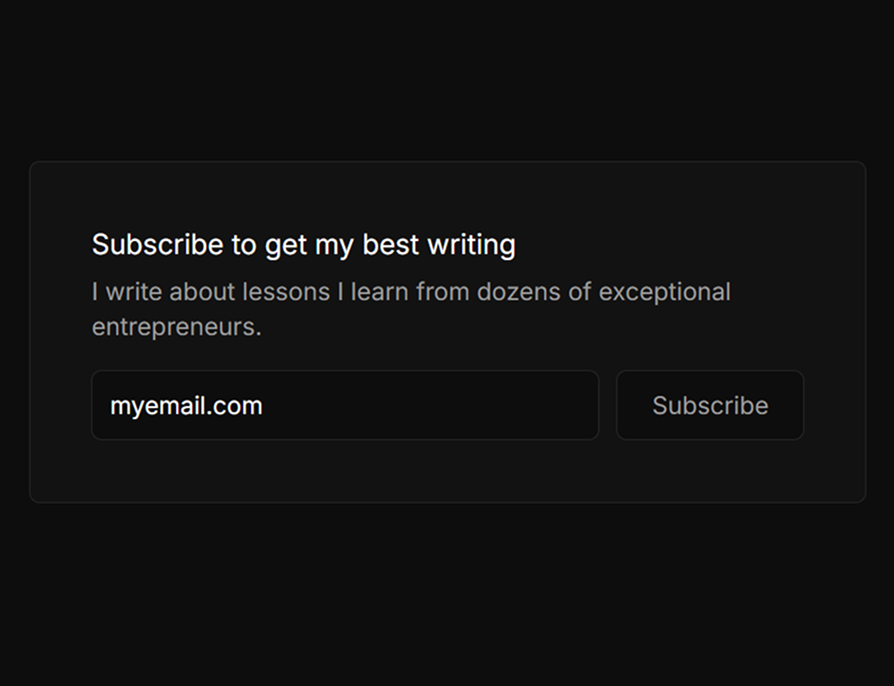 Subscribe to get my best writing
I write about lessons I learn from dozens of exceptional
entrepreneurs.
myemail.com
Subscribe